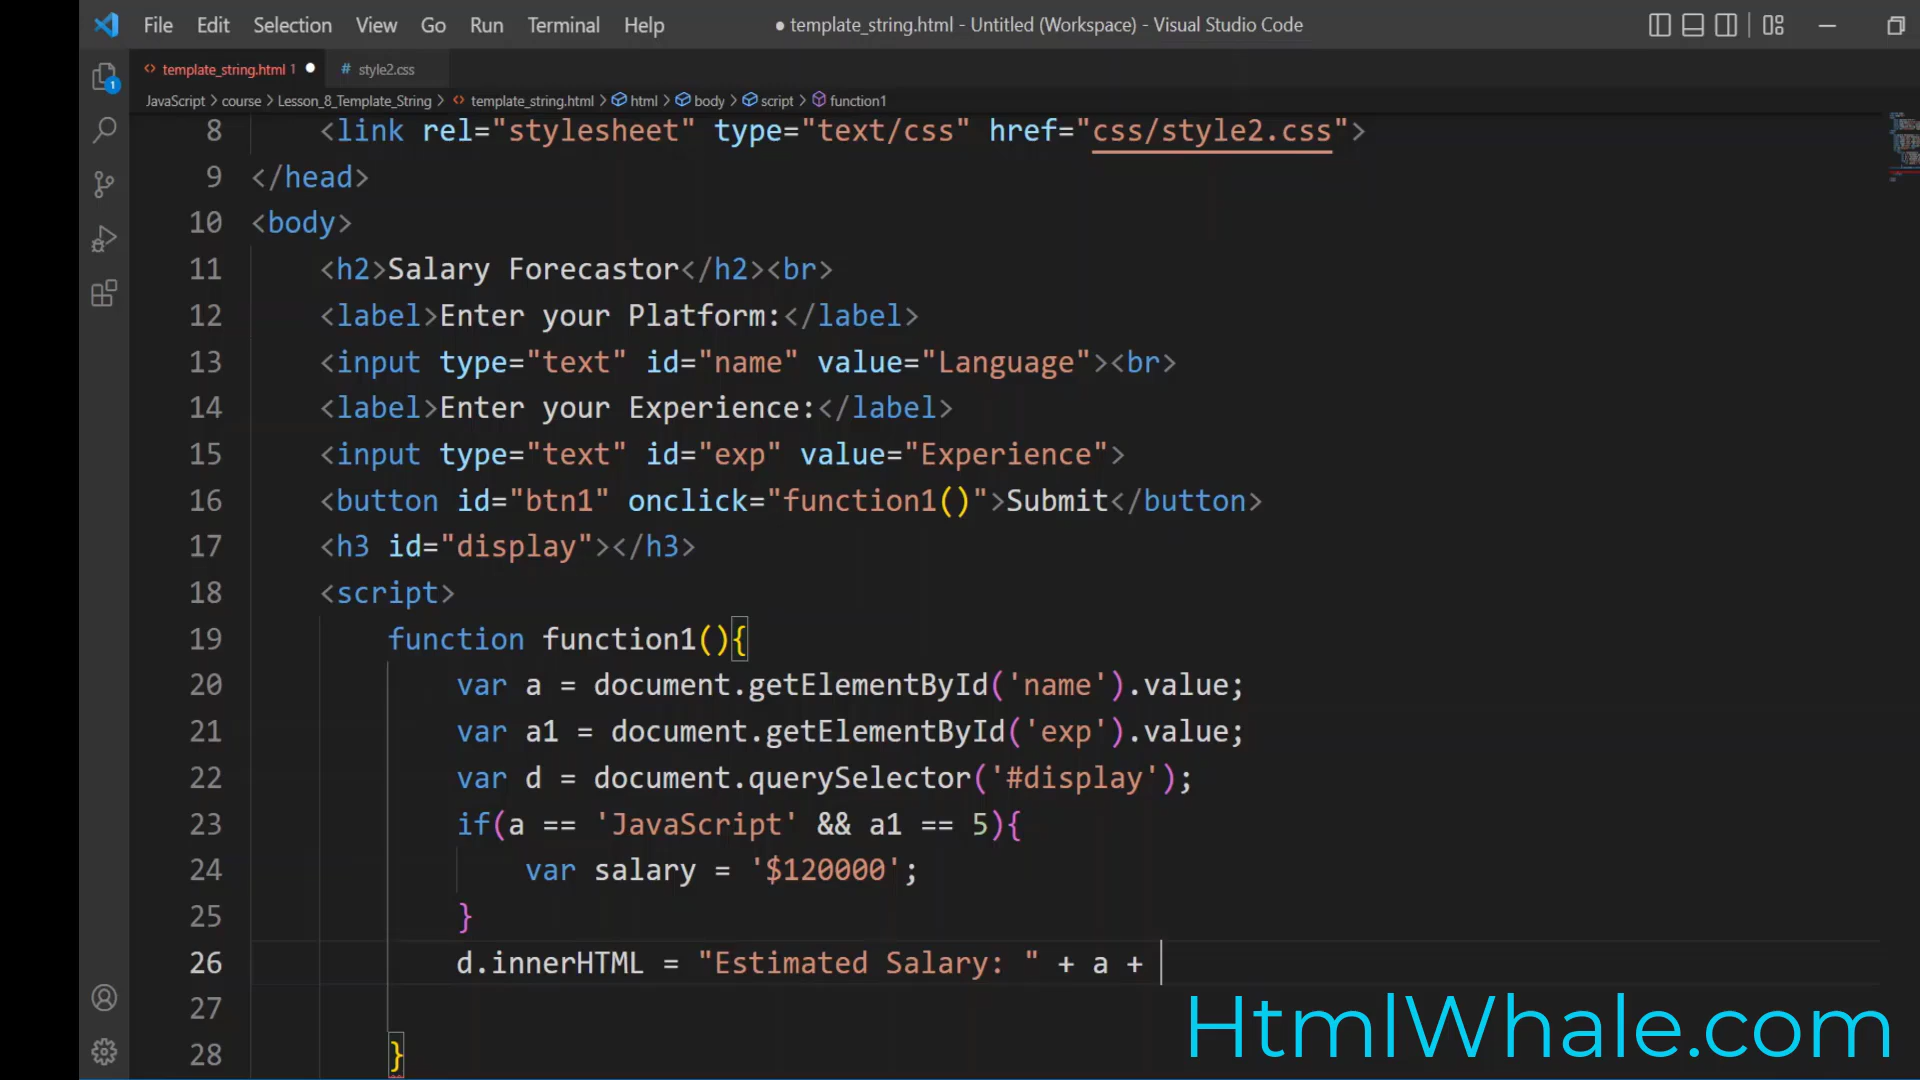 File Edit Selection View Go Run Terminal Help ● template_string.html - Untitled (Workspace) - Visual Studio Code
<> template_string.html 1 ● # style2.css
1
JavaScript > course > Lesson_8_Template_String > <> template_string.html > html > body > script > function1
8 <link rel="stylesheet" type="text/css" href="css/style2.css">
9 </head>
10 <body>
11 <h2>Salary Forecastor</h2><br>
12 <label>Enter your Platform:</label>
13 <input type="text" id="name" value="Language"><br>
14 <label>Enter your Experience:</label>
15 <input type="text" id="exp" value="Experience">
16 <button id="btn1" onclick="function1()">Submit</button>
17 <h3 id="display"></h3>
18 <script>
19 function function1(){
20 var a = document.getElementById('name').value;
21 var a1 = document.getElementById('exp').value;
22 var d = document.querySelector('#display');
23 if(a == 'JavaScript' && a1 == 5){
24 var salary = '$120000';
25 }
26 d.innerHTML = "Estimated Salary: " + a +
27
28 }
HtmlWhale.com